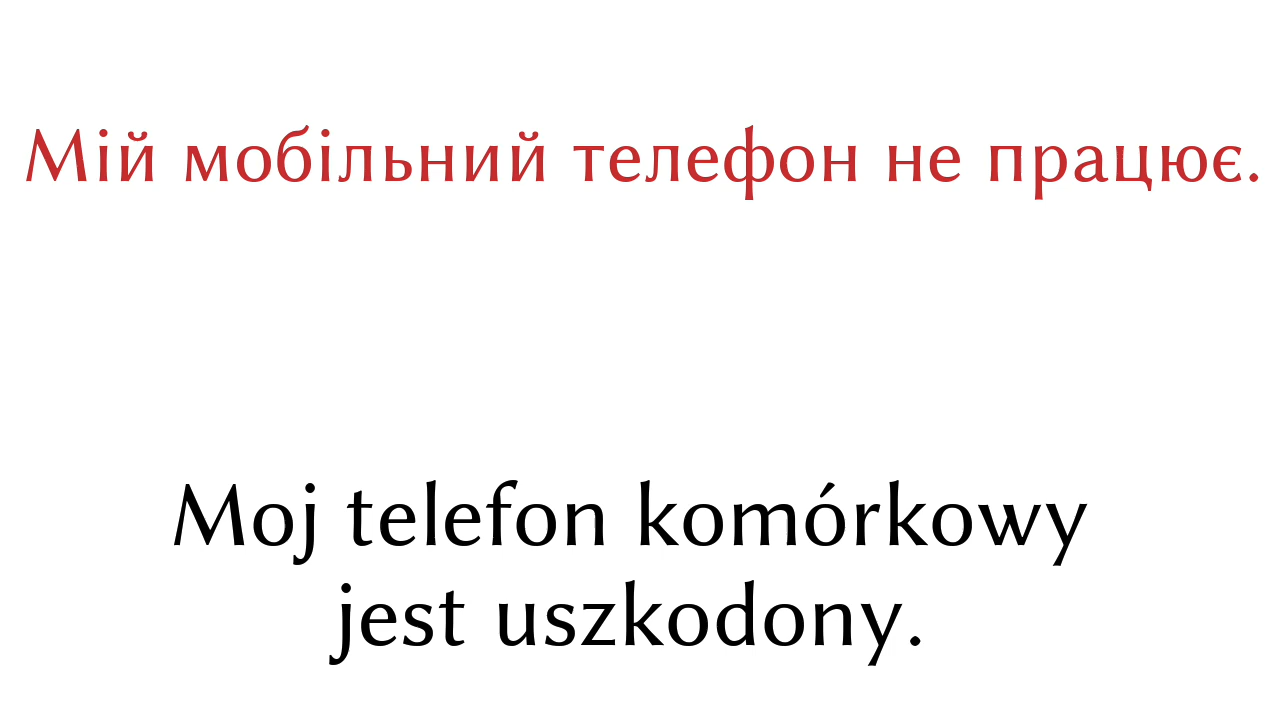 Мій мобільний телефон не працює.
Moj telefon komórkowy
jest uszkodony.